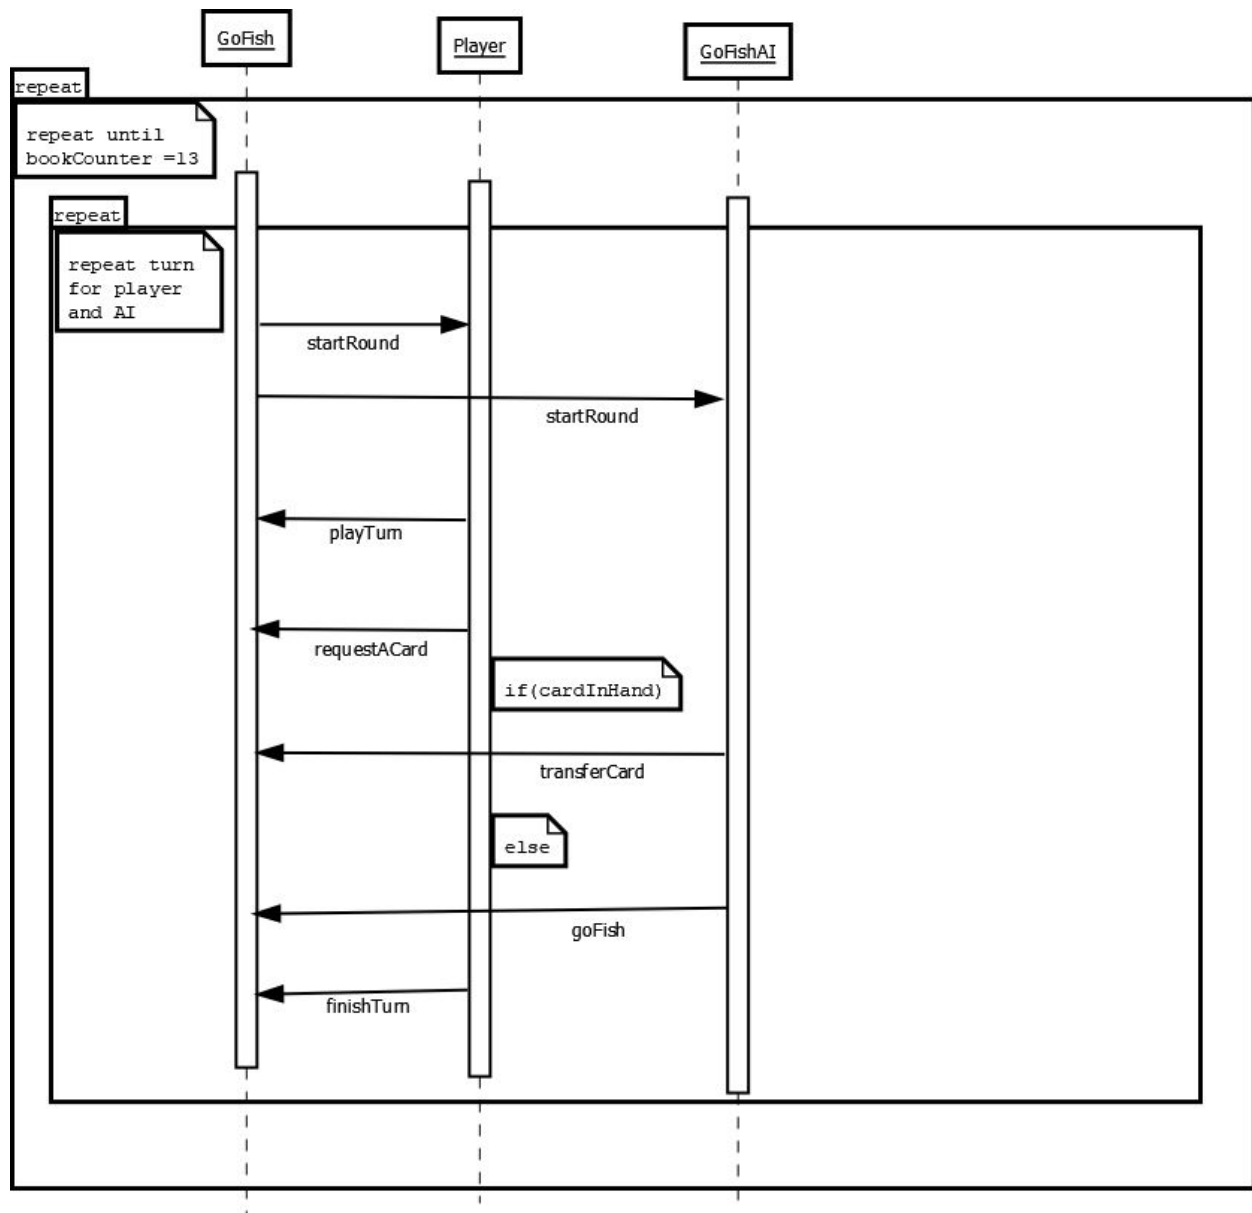 GoFish
Player
GoFishAI
repeat
repeat until
bookCounter =13
repeat
repeat turn
for player
and AI
startRound
startRound
playTurn
requestACard
if(cardInHand)
transferCard
else
goFish
finishTurn